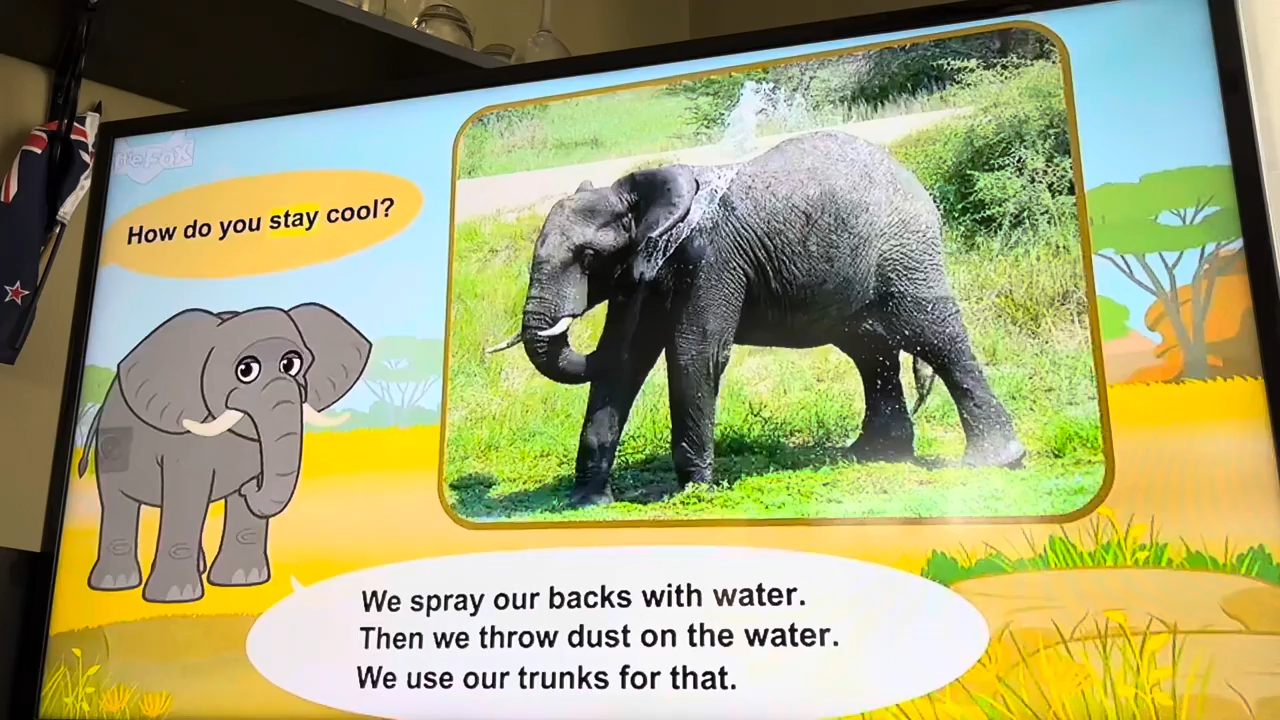 How do you stay cool?
We spray our backs with water.
Then we throw dust on the water.
We use our trunks for that.